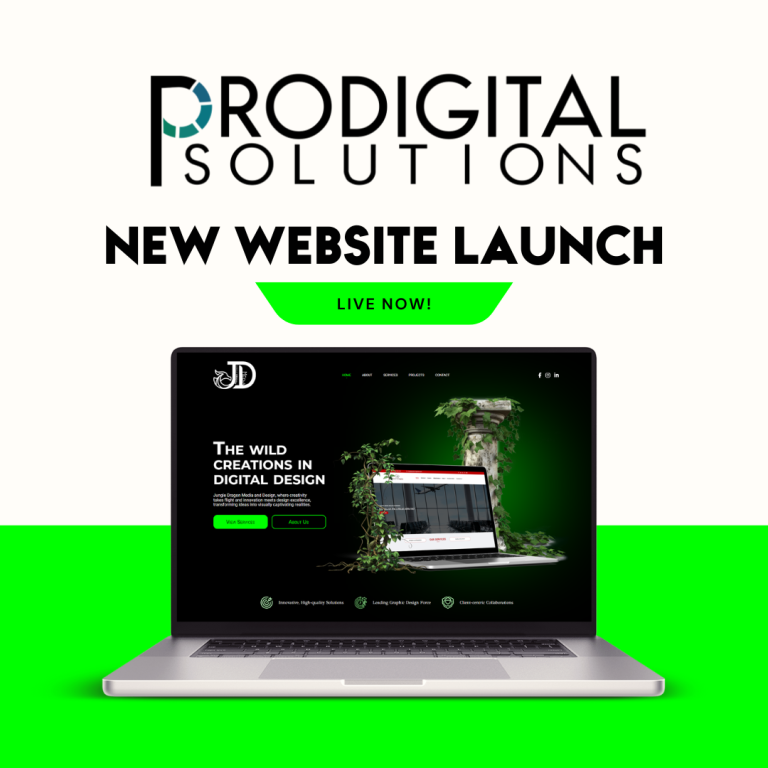 PRODIGITAL
SOLUTIONS
NEW WEBSITE LAUNCH
LIVE NOW!
JD
HOME ABOUT SERVICES PROJECTS CONTACT
THE WILD
CREATIONS IN
DIGITAL DESIGN
Jungle Dragon Media and Design, where creativity
takes flight and innovation meets design excellence,
transforming ideas into visually captivating realities.
View Services About Us
Innovative, High-quality Solutions Leading Graphic Design Force Client-centric Collaborations